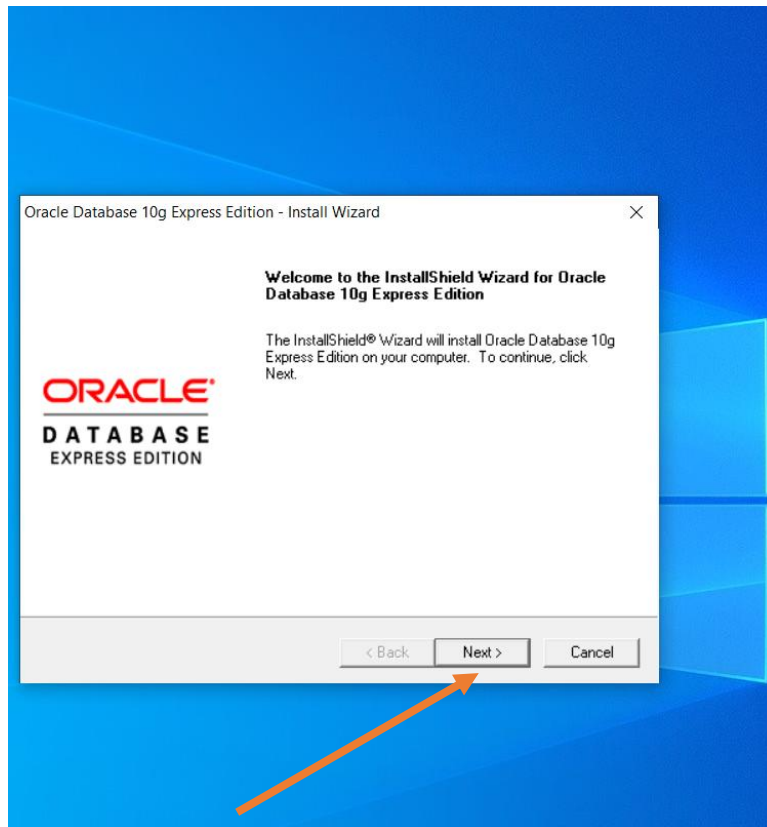 Oracle Database 10g Express Edition - Install Wizard
Welcome to the InstallShield Wizard for Oracle
Database 10g Express Edition
The InstallShield® Wizard will install Oracle Database 10g
Express Edition on your computer. To continue, click
Next.
ORACLE®
DATABASE
EXPRESS EDITION
< Back Next > Cancel